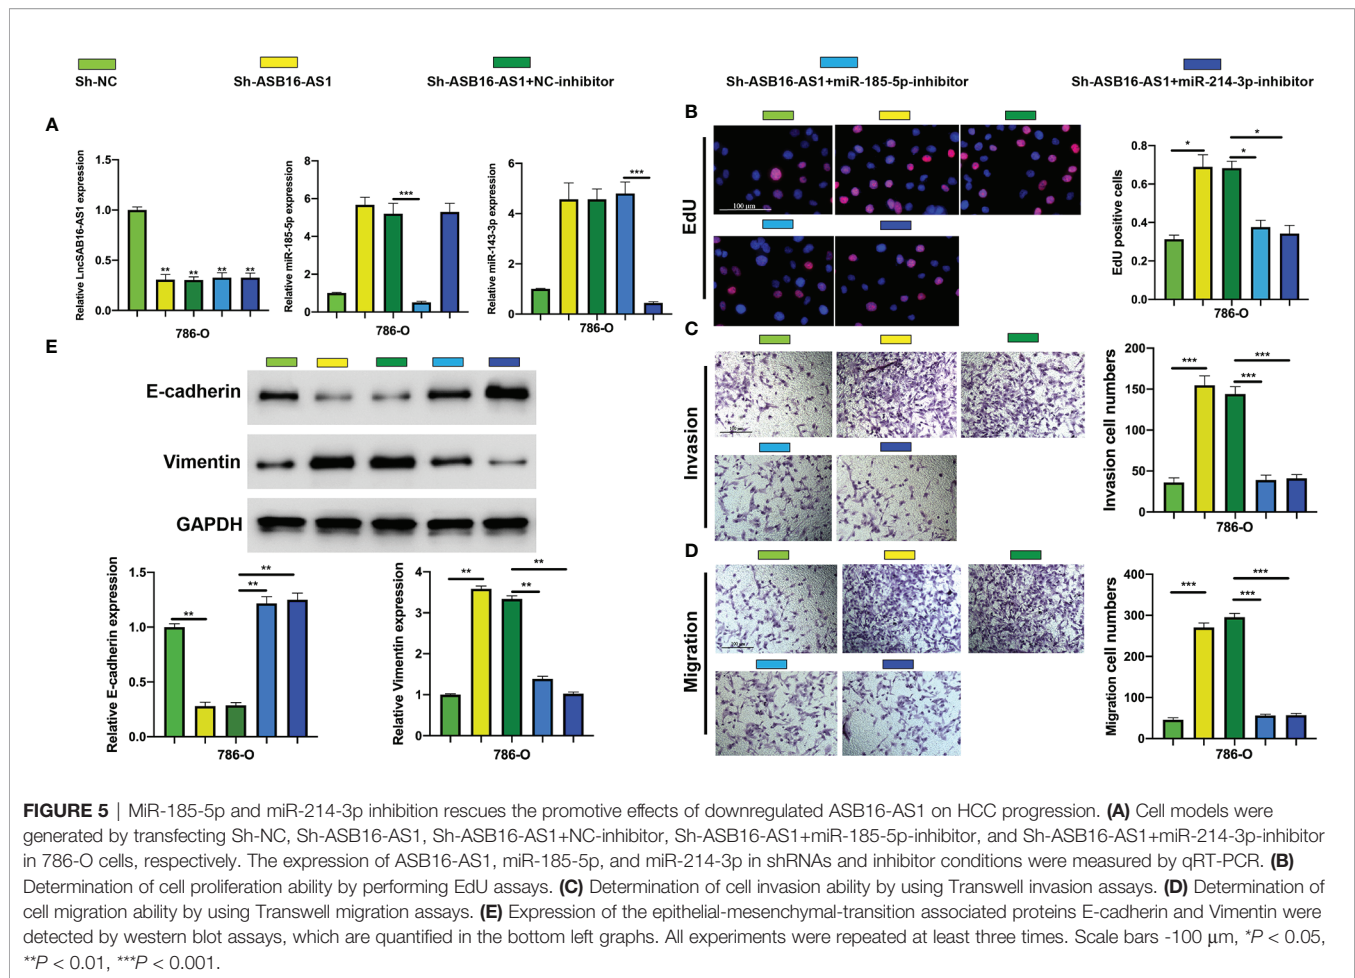 Sh-NC
Sh-ASB16-AS1
Sh-ASB16-AS1+NC-inhibitor
Sh-ASB16-AS1+miR-185-5p-inhibitor
Sh-ASB16-AS1+miR-214-3p-inhibitor
A
Relative LncSAB16-AS1 expression
1.5
1.0
0.5
0.0
**
**
**
**
786-O
Relative miR-185-5p expression
8
6
4
2
0
***
786-O
Relative miR-143-3p expression
6
4
2
0
***
786-O
B
EdU
100 μm
EdU positive cells
0.8
0.6
0.4
0.2
0.0
*
*
*
786-O
C
Invasion
Invasion cell numbers
200
150
100
50
0
***
***
***
786-O
D
Migration
Migration cell numbers
400
300
200
100
0
***
***
***
786-O
E
E-cadherin
Vimentin
GAPDH
Relative E-cadherin expression
1.5
1.0
0.5
0.0
**
**
**
786-O
Relative Vimentin expression
4
3
2
1
0
**
**
**
786-O
FIGURE 5 | MiR-185-5p and miR-214-3p inhibition rescues the promotive effects of downregulated ASB16-AS1 on HCC progression. (A) Cell models were
generated by transfecting Sh-NC, Sh-ASB16-AS1, Sh-ASB16-AS1+NC-inhibitor, Sh-ASB16-AS1+miR-185-5p-inhibitor, and Sh-ASB16-AS1+miR-214-3p-inhibitor
in 786-O cells, respectively. The expression of ASB16-AS1, miR-185-5p, and miR-214-3p in shRNAs and inhibitor conditions were measured by qRT-PCR. (B)
Determination of cell proliferation ability by performing EdU assays. (C) Determination of cell invasion ability by using Transwell invasion assays. (D) Determination of
cell migration ability by using Transwell migration assays. (E) Expression of the epithelial-mesenchymal-transition associated proteins E-cadherin and Vimentin were
detected by western blot assays, which are quantified in the bottom left graphs. All experiments were repeated at least three times. Scale bars -100 μm, *P < 0.05,
**P < 0.01, ***P < 0.001.